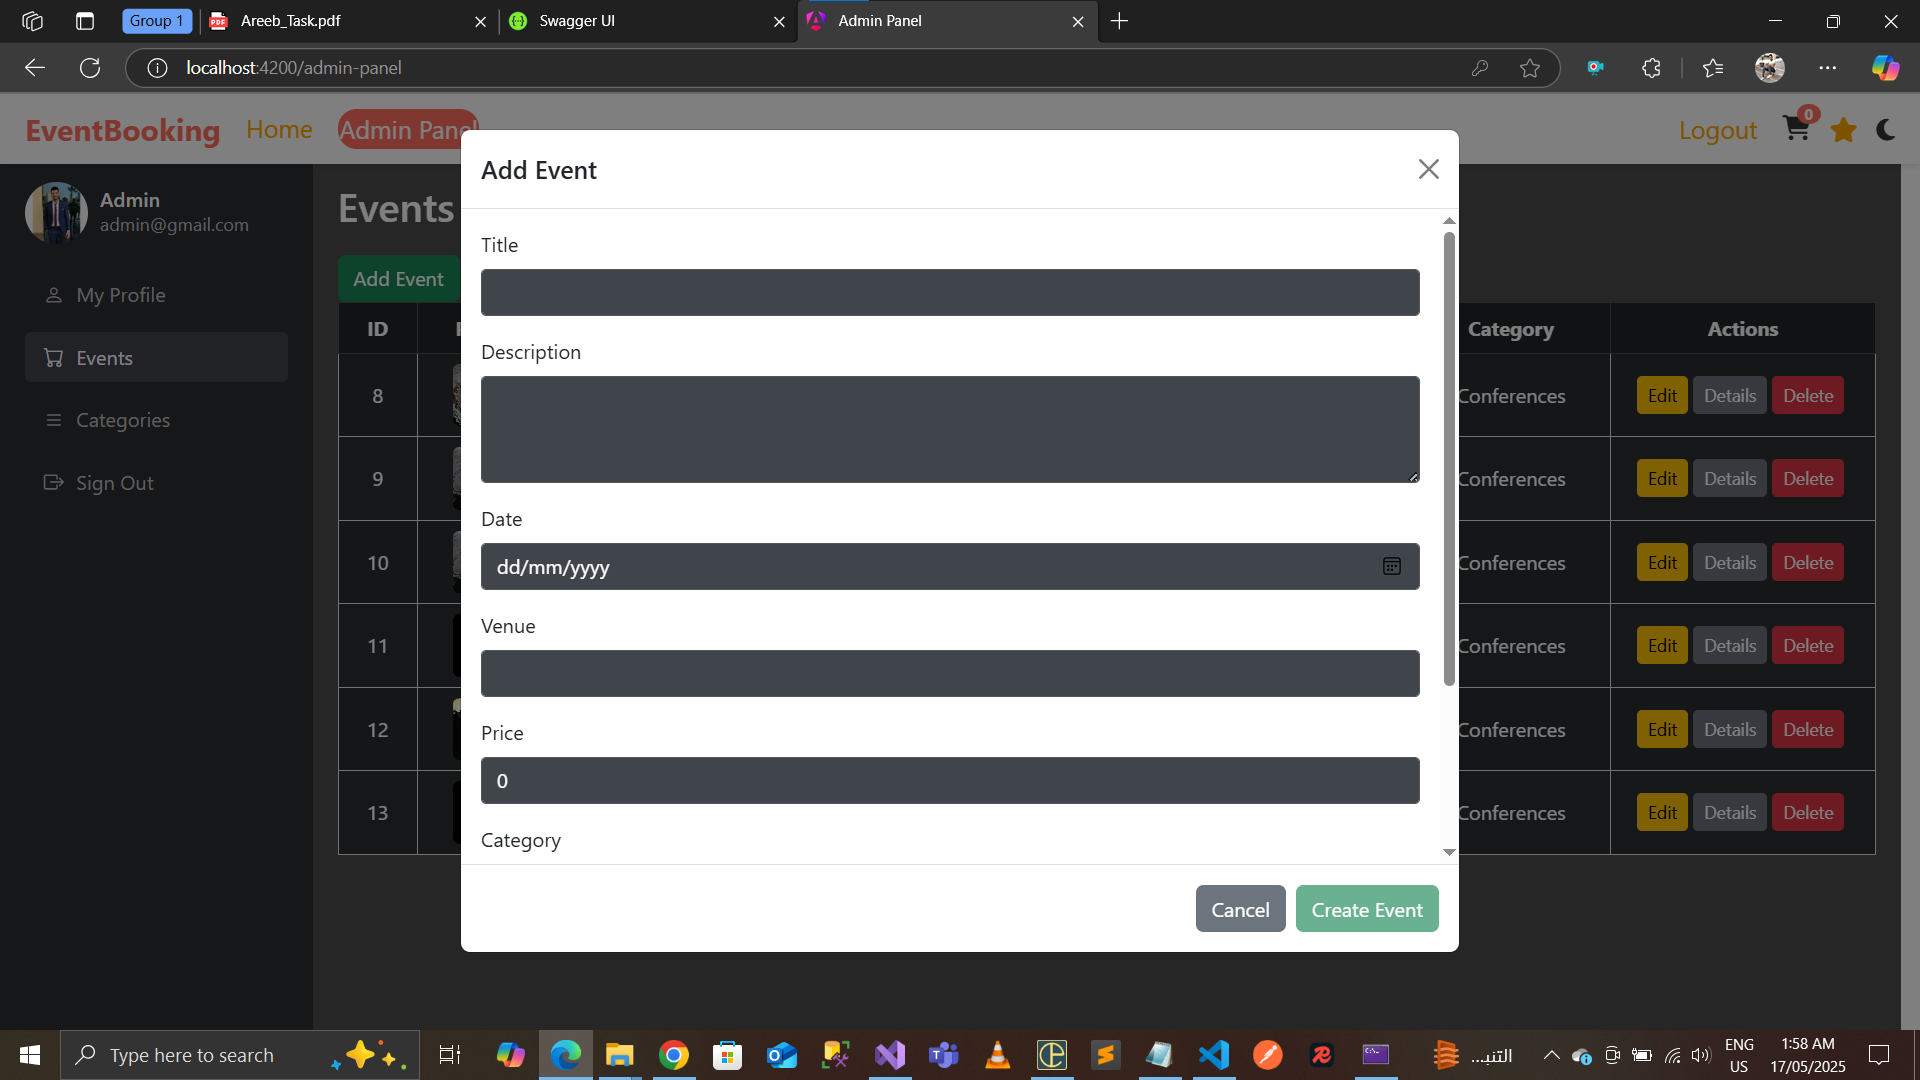 Group 1
Areeb_Task.pdf
Swagger UI
Admin Panel
localhost:4200/admin-panel
EventBooking
Home
Admin Panel
Logout
0
Admin
admin@gmail.com
My Profile
Events
Categories
Sign Out
Events
Add Event
ID
Category
Actions
8
Conferences
Edit
Details
Delete
9
Conferences
Edit
Details
Delete
10
Conferences
Edit
Details
Delete
11
Conferences
Edit
Details
Delete
12
Conferences
Edit
Details
Delete
13
Conferences
Edit
Details
Delete
Add Event
Title
Description
Date
dd/mm/yyyy
Venue
Price
0
Category
Cancel
Create Event
Type here to search
التنبـ...
ENG
US
1:58 AM
17/05/2025